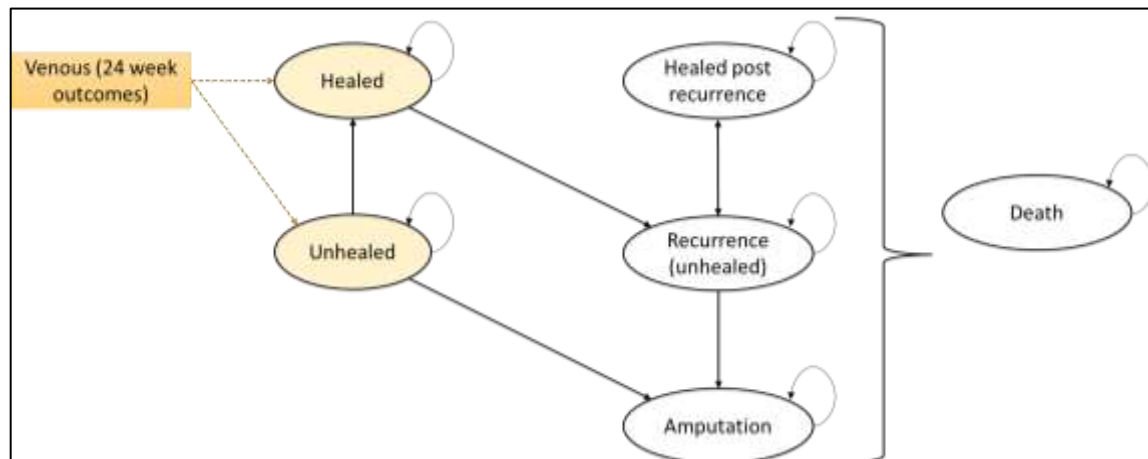 Venous (24 week
outcomes)
Healed
Healed post
recurrence
Death
Unhealed
Recurrence
(unhealed)
Amputation